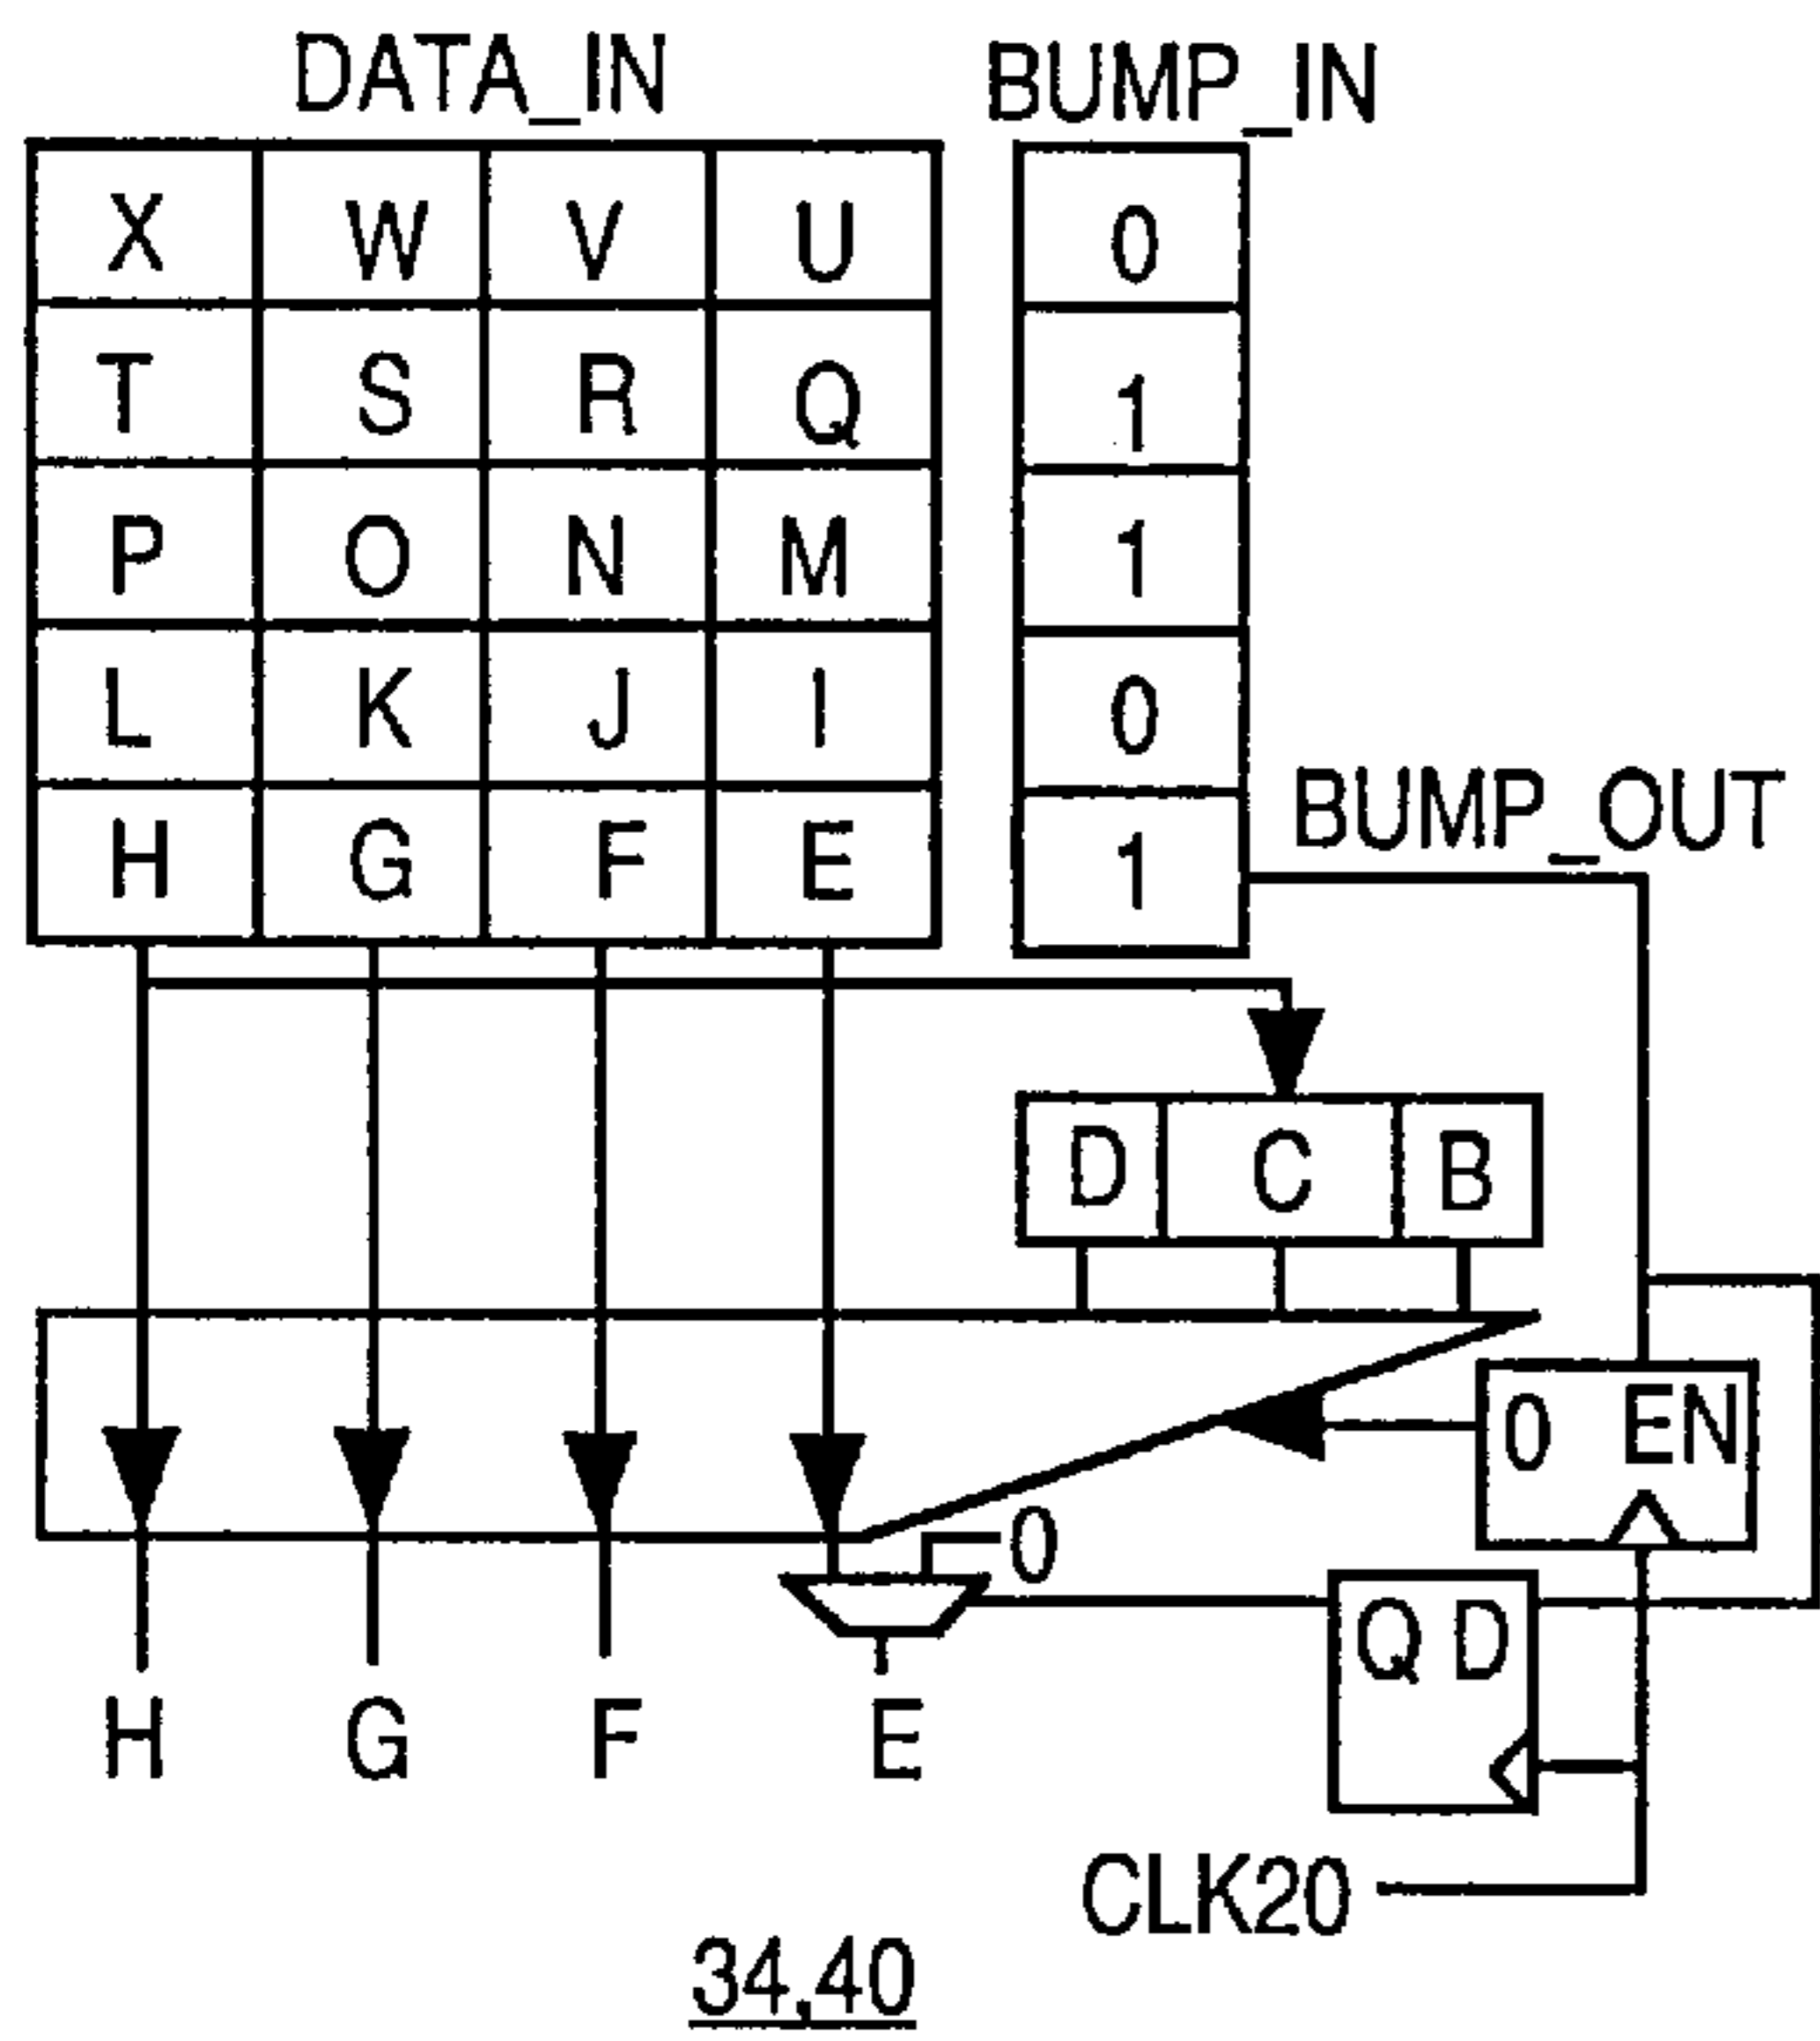 DATA_IN BUMP_IN
X W V U 0
T S R Q 1
P O N M 1
L K J I 0
H G F E 1
BUMP_OUT
D C B
0 EN
0
Q D
H G F E
CLK20
34,40